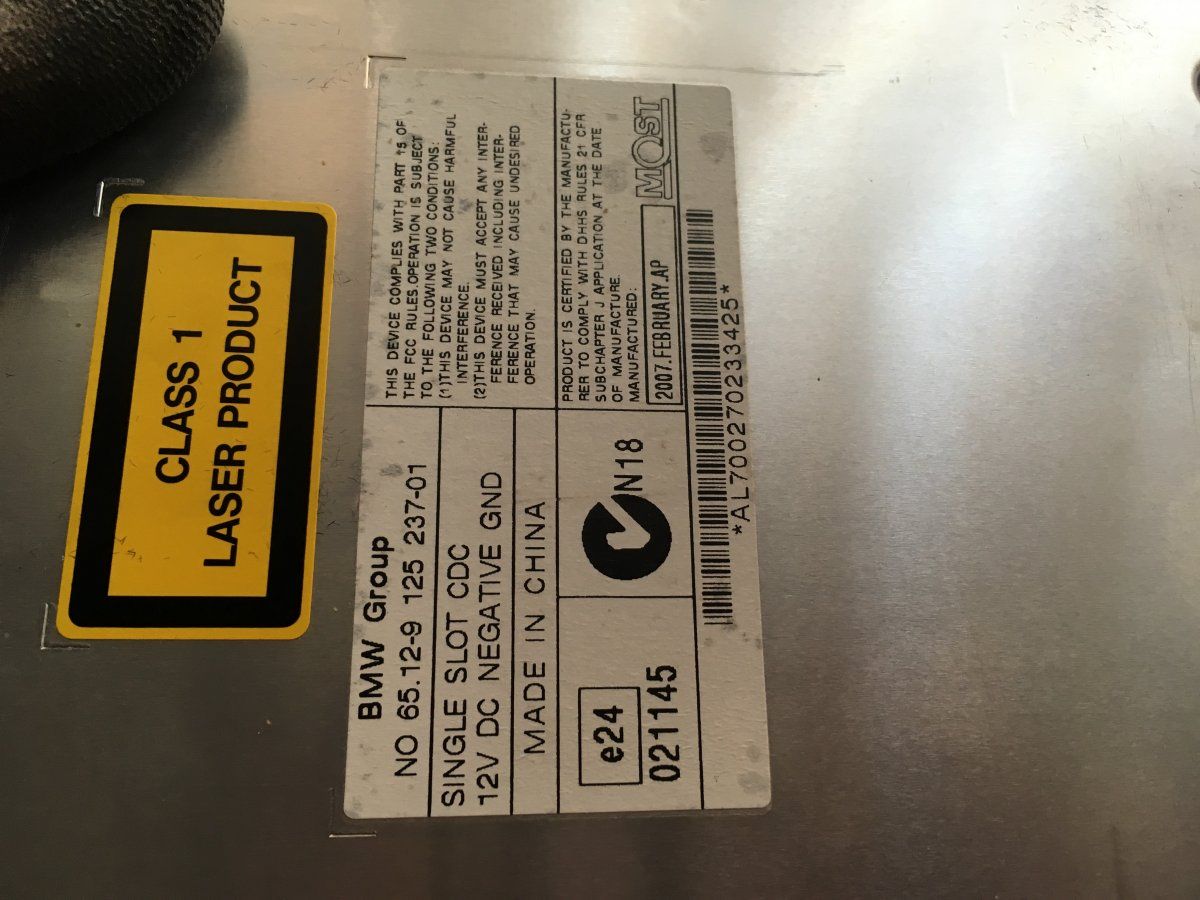 CLASS 1
LASER PRODUCT
BMW Group
NO 65.12-9 125 237-01
SINGLE SLOT CDC
12V DC NEGATIVE GND
MADE IN CHINA
THIS DEVICE COMPLIES WITH PART 15 OF
THE FCC RULES.OPERATION IS SUBJECT
TO THE FOLLOWING TWO CONDITIONS:
(1)THIS DEVICE MAY NOT CAUSE HARMFUL
INTERFERENCE.
(2)THIS DEVICE MUST ACCEPT ANY INTER-
FERENCE RECEIVED INCLUDING INTER-
FERENCE THAT MAY CAUSE UNDESIRED
OPERATION.
e24
021145
N18
PRODUCT IS CERTIFIED BY THE MANUFACTU-
RER TO COMPLY WITH DHHS RULES 21 CFR
SUBCHAPTER J APPLICATION AT THE DATE
OF MANUFACTURE.
MANUFACTURED:
2007.FEBRUARY.AP
MOST
*AL700270233425*